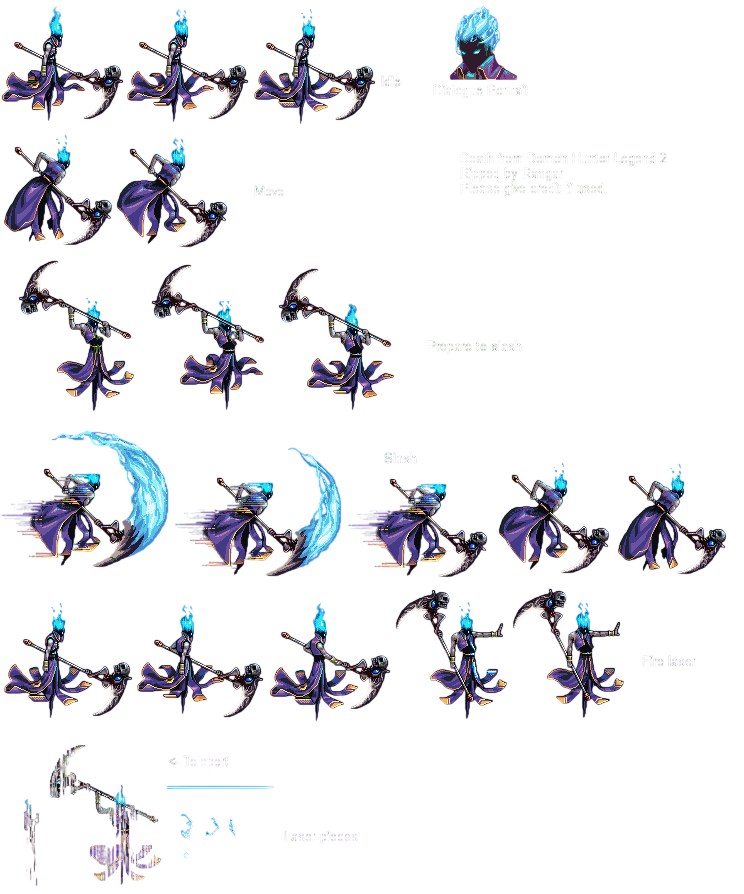 Idle
Dialogue Portrait
Death from Demon Hunter Legend 2
Ripped by Ranger
Please give credit if used
Move
Prepare to slash
Slash
Fire laser
< Teleport
Laser pieces